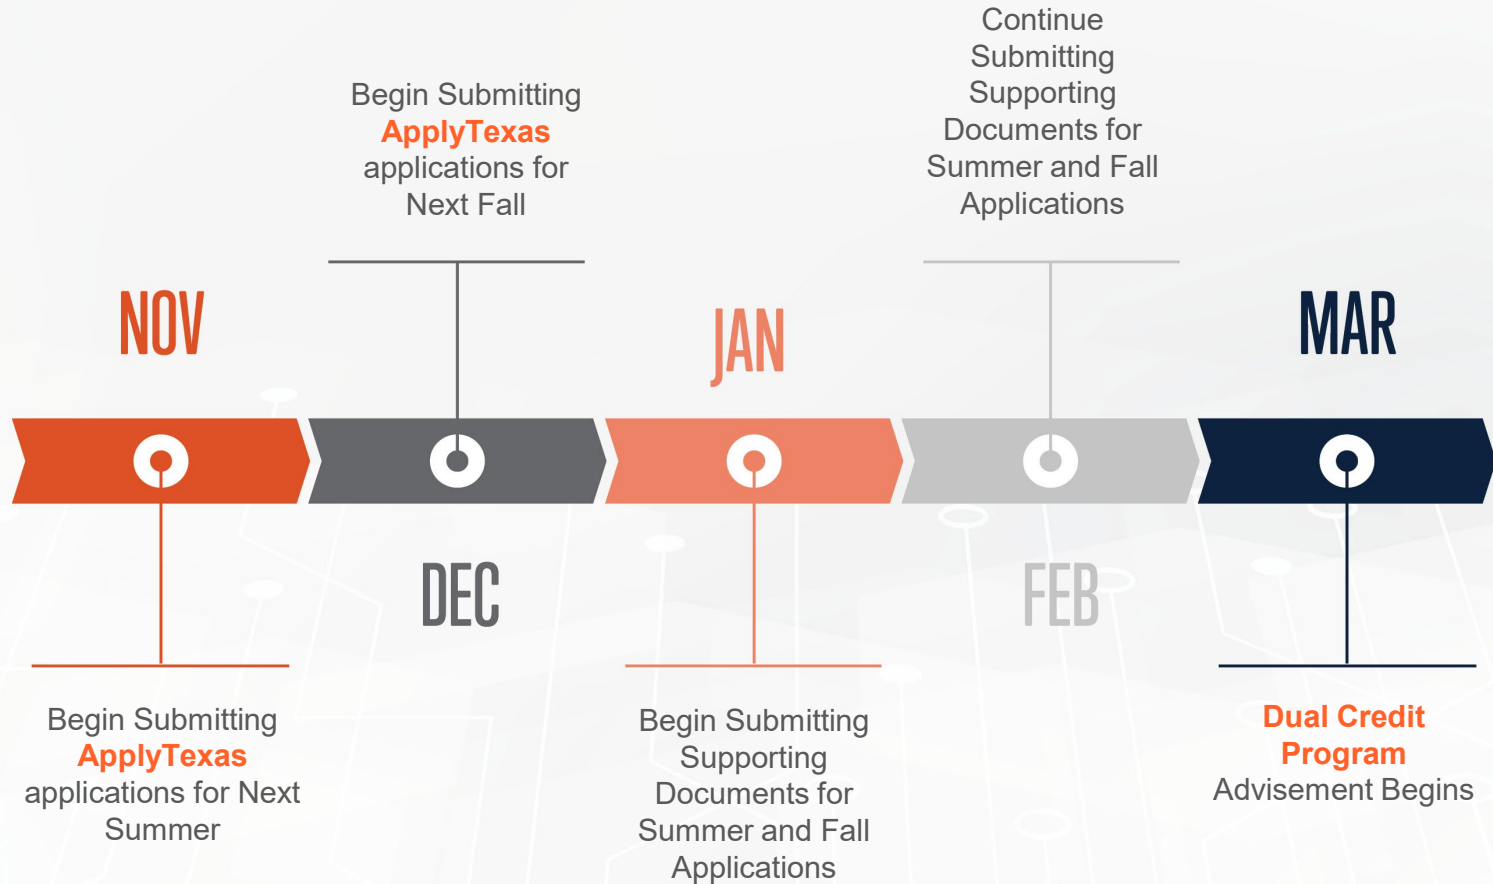 NOV
Begin Submitting
ApplyTexas
applications for Next
Summer
Begin Submitting
ApplyTexas
applications for
Next Fall
DEC
JAN
Begin Submitting
Supporting
Documents for
Summer and Fall
Applications
Continue
Submitting
Supporting
Documents for
Summer and Fall
Applications
FEB
MAR
Dual Credit
Program
Advisement Begins